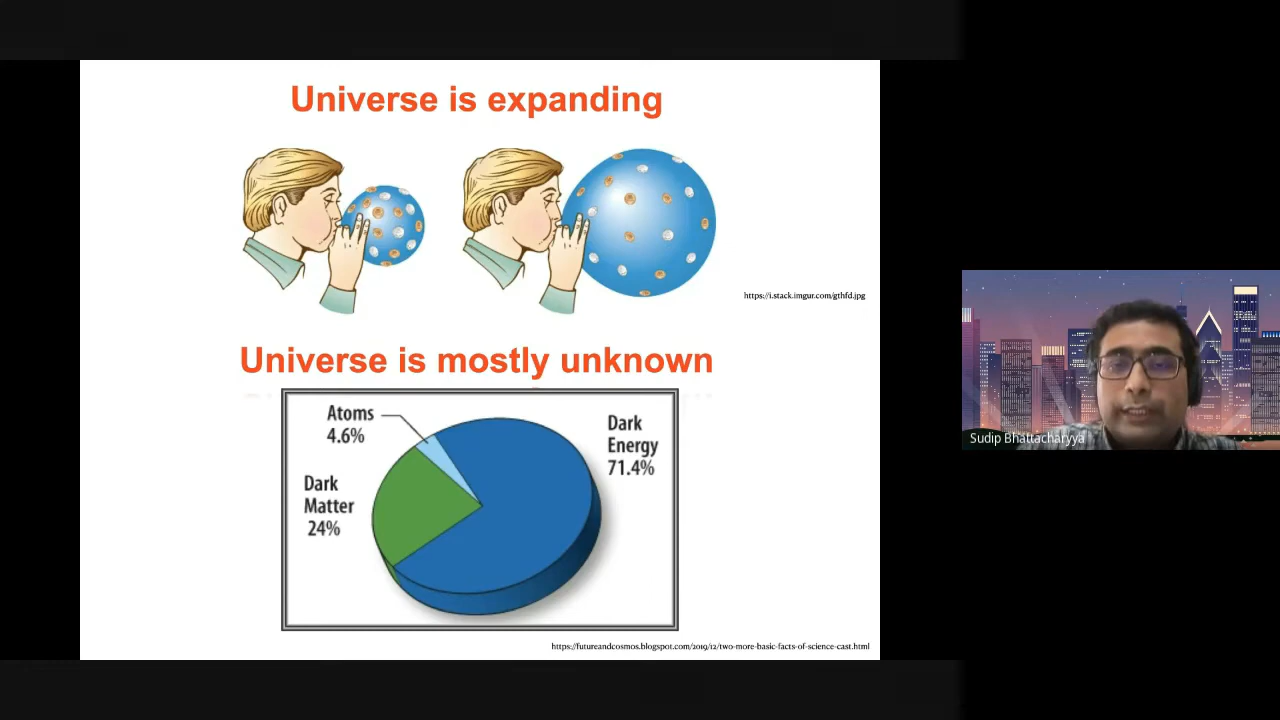 Universe is expanding
https://i.stack.imgur.com/gthfd.jpg
Universe is mostly unknown
Atoms
4.6%
Dark
Energy
71.4%
Dark
Matter
24%
https://futureandcosmos.blogspot.com/2019/12/two-more-basic-facts-of-science-cast.html
Sudip Bhattacharyya